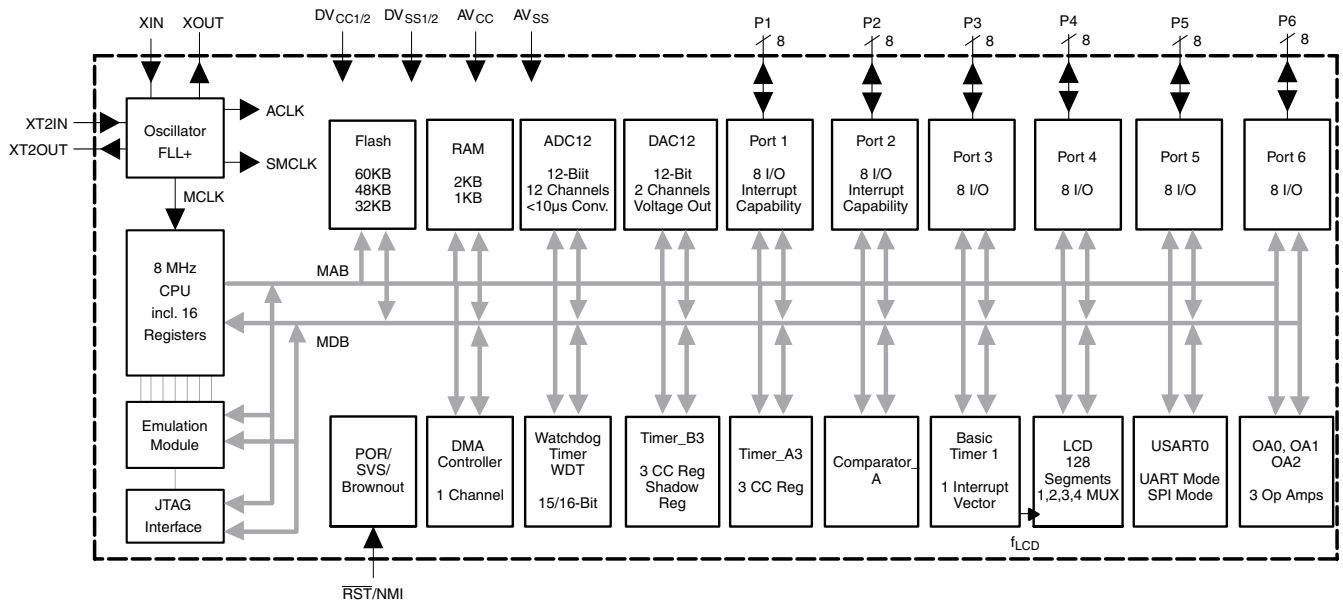 XIN
XOUT
DVCC1/2
DVSS1/2
AVCC
AVSS
P1
P2
P3
P4
P5
P6
8
8
8
8
8
8
XT2IN
XT2OUT
Oscillator
FLL+
ACLK
SMCLK
MCLK
8 MHz
CPU
incl. 16
Registers
Emulation
Module
JTAG
Interface
Flash
60KB
48KB
32KB
RAM
2KB
1KB
ADC12
12-Biit
12 Channels
<10µs Conv.
DAC12
12-Bit
2 Channels
Voltage Out
Port 1
8 I/O
Interrupt
Capability
Port 2
8 I/O
Interrupt
Capability
Port 3
8 I/O
Port 4
8 I/O
Port 5
8 I/O
Port 6
8 I/O
MAB
MDB
POR/
SVS/
Brownout
DMA
Controller
1 Channel
Watchdog
Timer
WDT
15/16-Bit
Timer_B3
3 CC Reg
Shadow
Reg
Timer_A3
3 CC Reg
Comparator_
A
Basic
Timer 1
1 Interrupt
Vector
LCD
128
Segments
1,2,3,4 MUX
USART0
UART Mode
SPI Mode
OA0, OA1
OA2
3 Op Amps
fLCD
RST/NMI